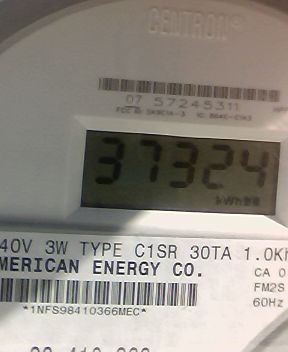 CENTRON®
07 57245311
37324
kWh
40V 3W TYPE C1SR 30TA 1.0Kh
MERICAN ENERGY CO.
CA 0
FM2S
60Hz
*1NFS98410366MEC*